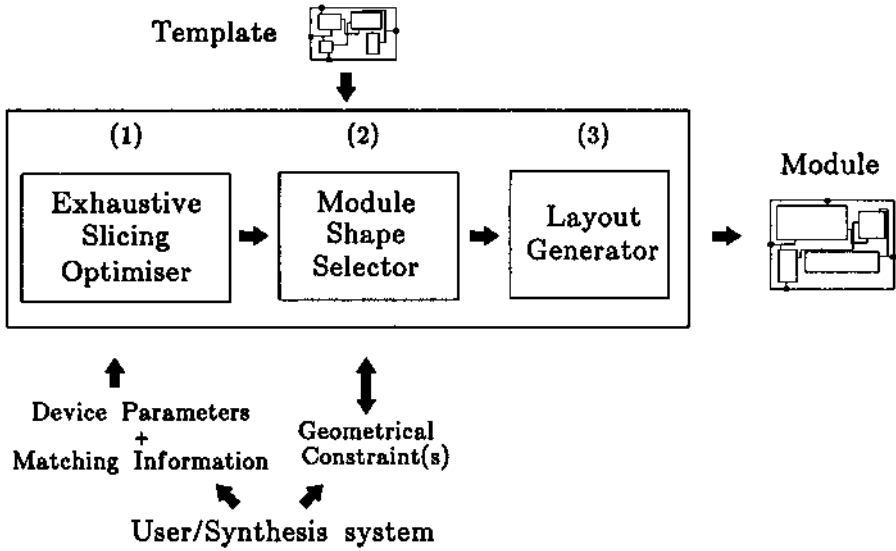 Template
(1)
(2)
(3)
Exhaustive
Slicing
Optimiser
Module
Shape
Selector
Layout
Generator
Module
Device Parameters
+
Matching Information
Geometrical
Constraint(s)
User/Synthesis system